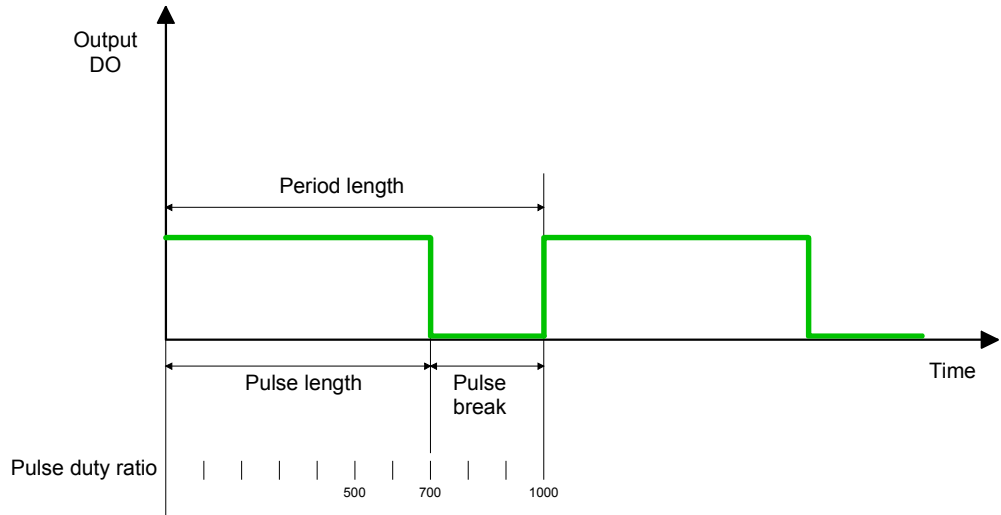 Output
DO
Period length
Time
Pulse length
Pulse
break
Pulse duty ratio
500
700
1000